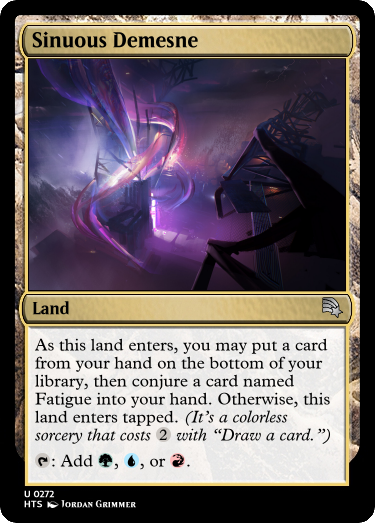 Sinuous Demesne
Land
As this land enters, you may put a card
from your hand on the bottom of your
library, then conjure a card named
Fatigue into your hand. Otherwise, this
land enters tapped. (It's a colorless
sorcery that costs 2 with “Draw a card.”)
: Add , , or .
U 0272
HTS Jordan Grimmer